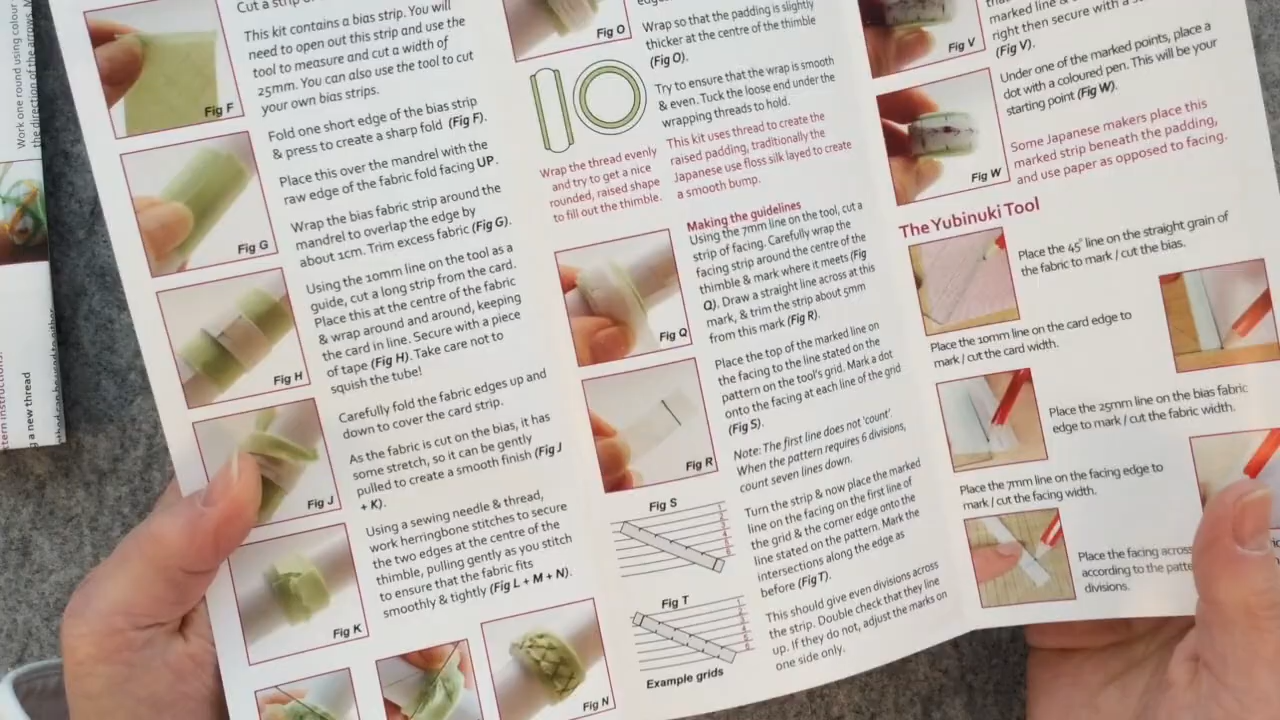 Work one round using colour
the direction of the arrows.
tern instructions.
g a new thread
Cut a strip of
This kit contains a bias strip. You will
need to open out this strip and use the
tool to measure and cut a width of
25mm. You can also use the tool to cut
your own bias strips.
Fig F
Fold one short edge of the bias strip
& press to create a sharp fold (Fig F).
Place this over the mandrel with the
raw edge of the fabric fold facing UP.
Fig G
Wrap the bias fabric strip around the
mandrel to overlap the edge by
about 1cm. Trim excess fabric (Fig G).
Using the 10mm line on the tool as a
guide, cut a long strip from the card.
Place this at the centre of the fabric
& wrap around and around, keeping
the card in line. Secure with a piece
of tape (Fig H). Take care not to
squish the tube!
Fig H
Carefully fold the fabric edges up and
down to cover the card strip.
As the fabric is cut on the bias, it has
some stretch, so it can be gently
pulled to create a smooth finish (Fig J
+ K).
Fig J
Using a sewing needle & thread,
work herringbone stitches to secure
the two edges at the centre of the
thimble, pulling gently as you stitch
to ensure that the fabric fits
smoothly & tightly (Fig L + M + N).
Fig K
Fig N
Fig O
Wrap so that the padding is slightly
thicker at the centre of the thimble
(Fig O).
Try to ensure that the wrap is smooth
& even. Tuck the loose end under the
wrapping threads to hold.
Wrap the thread evenly
and try to get a nice
rounded, raised shape
to fill out the thimble.
This kit uses thread to create the
raised padding, traditionally the
Japanese use floss silk layed to create
a smooth bump.
Making the guidelines
Using the 7mm line on the tool, cut a
strip of facing. Carefully wrap the
facing strip around the centre of the
thimble & mark where it meets (Fig
Q). Draw a straight line across at this
mark, & trim the strip about 5mm
from this mark (Fig R).
Fig Q
Place the top of the marked line on
the facing to the line stated on the
pattern on the tool's grid. Mark a dot
onto the facing at each line of the grid
(Fig S).
Fig R
Note: The first line does not 'count'.
When the pattern requires 6 divisions,
count seven lines down.
Fig S
Turn the strip & now place the marked
line on the facing on the first line of
the grid & the corner edge onto the
line stated on the pattern. Mark the
intersections along the edge as
before (Fig T).
Fig T
This should give even divisions across
the strip. Double check that they line
up. If they do not, adjust the marks on
one side only.
Example grids
marked line &
right then secure with a
(Fig V).
Fig V
Under one of the marked points, place a
dot with a coloured pen. This will be your
starting point (Fig W).
Fig W
Some Japanese makers place this
marked strip beneath the padding,
and use paper as opposed to facing.
The Yubinuki Tool
Place the 45° line on the straight grain of
the fabric to mark / cut the bias.
Place the 10mm line on the card edge to
mark / cut the card width.
Place the 25mm line on the bias fabric
edge to mark / cut the fabric width.
Place the 7mm line on the facing edge to
mark / cut the facing width.
Place the facing across
according to the
divisions.